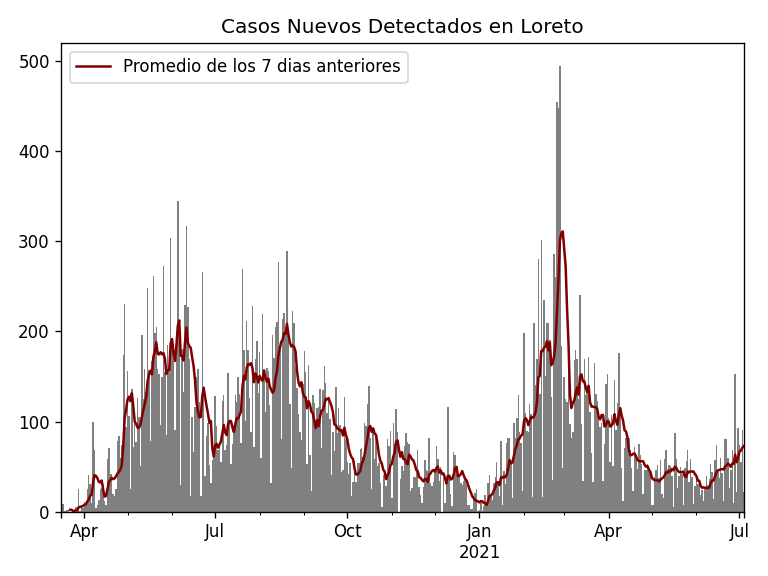 Casos Nuevos Detectados en Loreto
Promedio de los 7 dias anteriores
500
400
300
200
100
0
Apr
Jul
Oct
Jan
2021
Apr
Jul